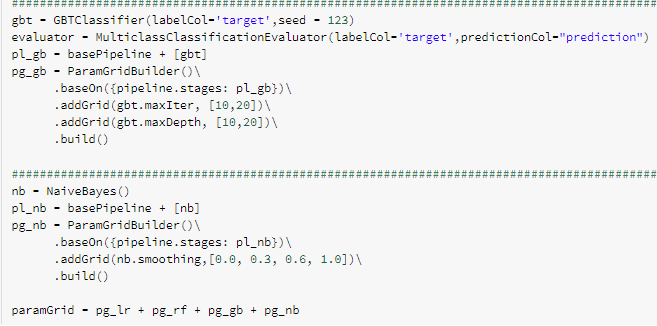 ################################################################################################
gbt = GBTClassifier(labelCol='target',seed = 123)
evaluator = MulticlassClassificationEvaluator(labelCol='target',predictionCol="prediction")
pl_gb = basePipeline + [gbt]
pg_gb = ParamGridBuilder()\
      .baseOn({pipeline.stages: pl_gb})\
      .addGrid(gbt.maxIter, [10,20])\
      .addGrid(gbt.maxDepth, [10,20])\
      .build()
################################################################################################
nb = NaiveBayes()
pl_nb = basePipeline + [nb]
pg_nb = ParamGridBuilder()\
      .baseOn({pipeline.stages: pl_nb})\
      .addGrid(nb.smoothing,[0.0, 0.3, 0.6, 1.0])\
      .build()
paramGrid = pg_lr + pg_rf + pg_gb + pg_nb